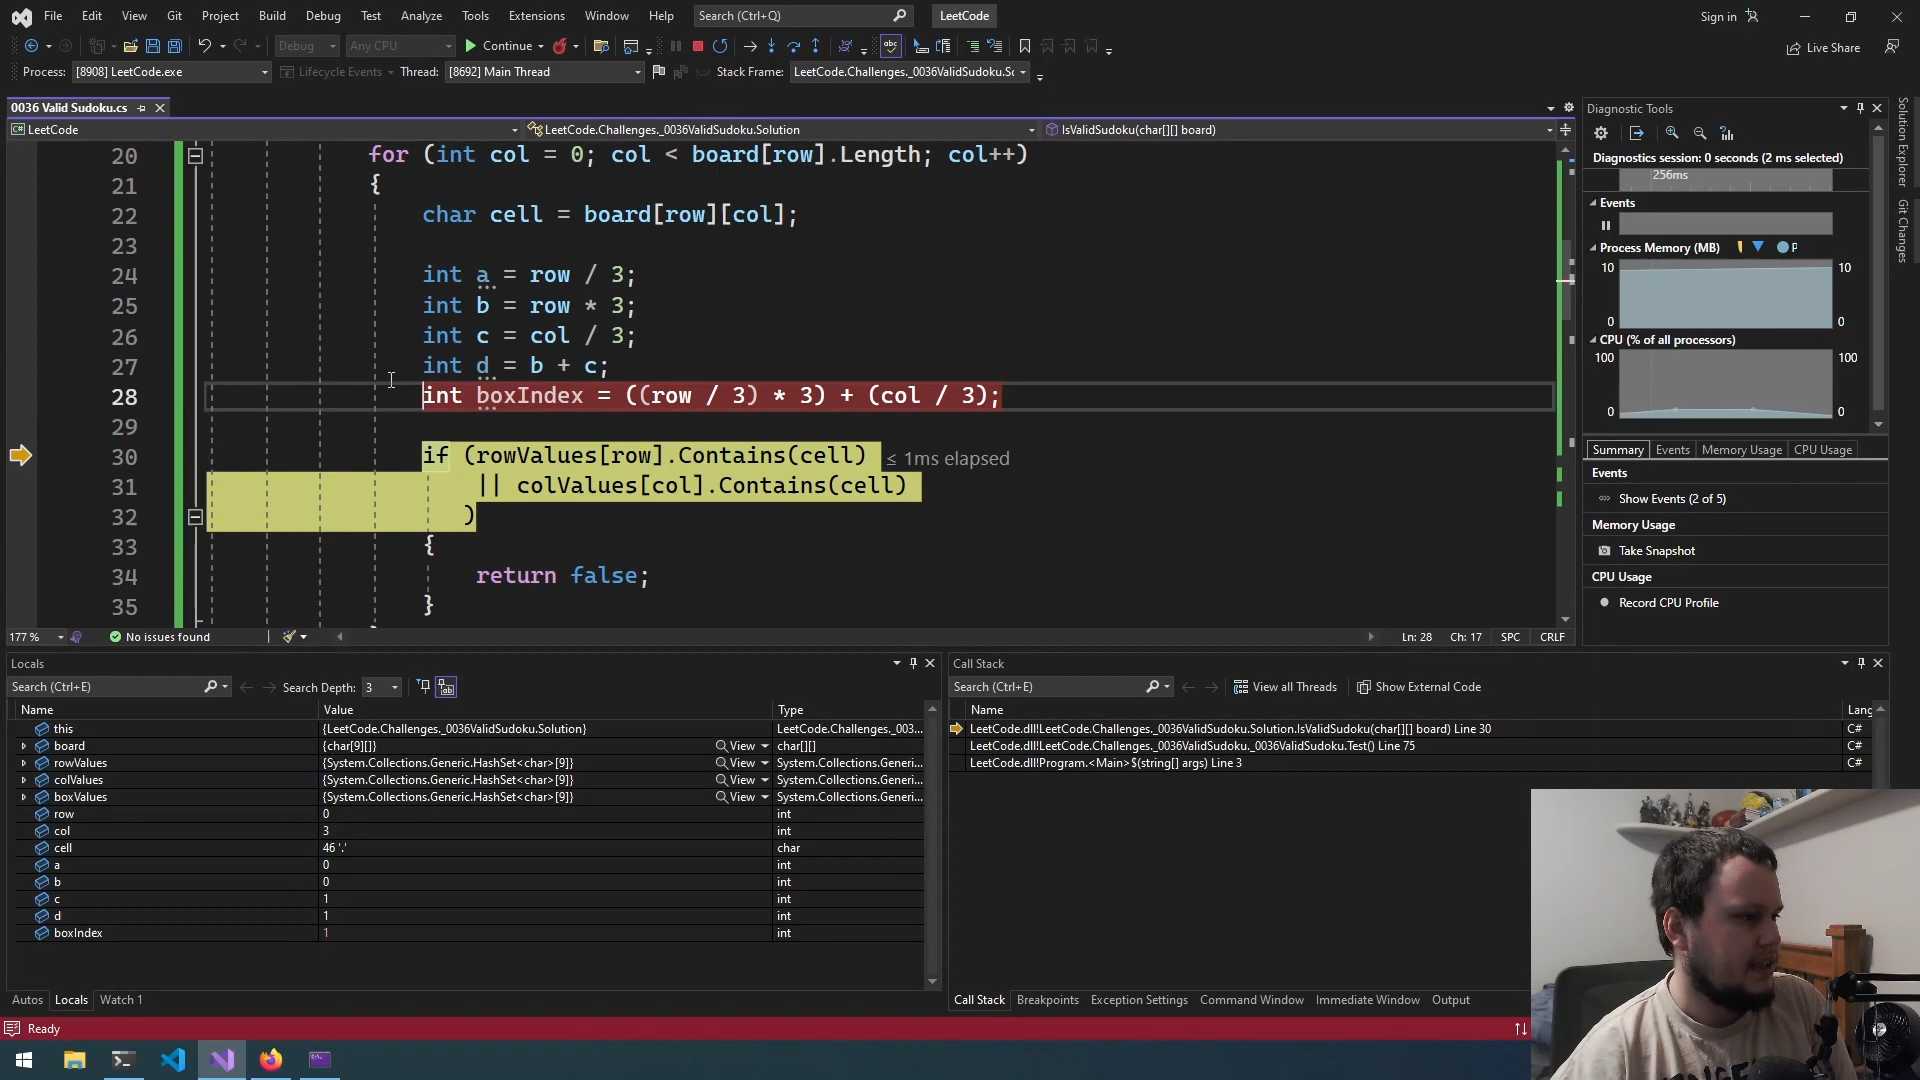 File Edit View Git Project Build Debug Test Analyze Tools Extensions Window Help Search (Ctrl+Q) LeetCode Sign in
Debug Any CPU Continue abc Live Share
Process: [8908] LeetCode.exe Lifecycle Events Thread: [8692] Main Thread Stack Frame: LeetCode.Challenges._0036ValidSudoku.So
0036 Valid Sudoku.cs
LeetCode LeetCode.Challenges._0036ValidSudoku.Solution IsValidSudoku(char[][] board)
20 for (int col = 0; col < board[row].Length; col++)
21 {
22 char cell = board[row][col];
23
24 int a = row / 3;
25 int b = row * 3;
26 int c = col / 3;
27 int d = b + c;
28 int boxIndex = ((row / 3) * 3) + (col / 3);
29
30 if (rowValues[row].Contains(cell) ≤ 1ms elapsed
31 || colValues[col].Contains(cell)
32 )
33 {
34 return false;
35 }
177 % No issues found Ln: 28 Ch: 17 SPC CRLF
Diagnostic Tools
Diagnostics session: 0 seconds (2 ms selected)
256ms
Events
Process Memory (MB) P
10 10
0 0
CPU (% of all processors)
100 100
0 0
Summary Events Memory Usage CPU Usage
Events
Show Events (2 of 5)
Memory Usage
Take Snapshot
CPU Usage
Record CPU Profile
Solution Explorer
Git Changes
Locals
Search (Ctrl+E) Search Depth: 3
Name Value Type
this {LeetCode.Challenges._0036ValidSudoku.Solution} LeetCode.Challenges._003...
board {char[9][]} View char[][]
rowValues {System.Collections.Generic.HashSet<char>[9]} View System.Collections.Generi...
colValues {System.Collections.Generic.HashSet<char>[9]} View System.Collections.Generi...
boxValues {System.Collections.Generic.HashSet<char>[9]} View System.Collections.Generi...
row 0 int
col 3 int
cell 46 '.' char
a 0 int
b 0 int
c 1 int
d 1 int
boxIndex 1 int
Autos Locals Watch 1
Call Stack
Search (Ctrl+E) View all Threads Show External Code
Name Lang
LeetCode.dll!LeetCode.Challenges._0036ValidSudoku.Solution.IsValidSudoku(char[][] board) Line 30 C#
LeetCode.dll!LeetCode.Challenges._0036ValidSudoku._0036ValidSudoku.Test() Line 75 C#
LeetCode.dll!Program.<Main>$(string[] args) Line 3 C#
Call Stack Breakpoints Exception Settings Command Window Immediate Window Output
Ready